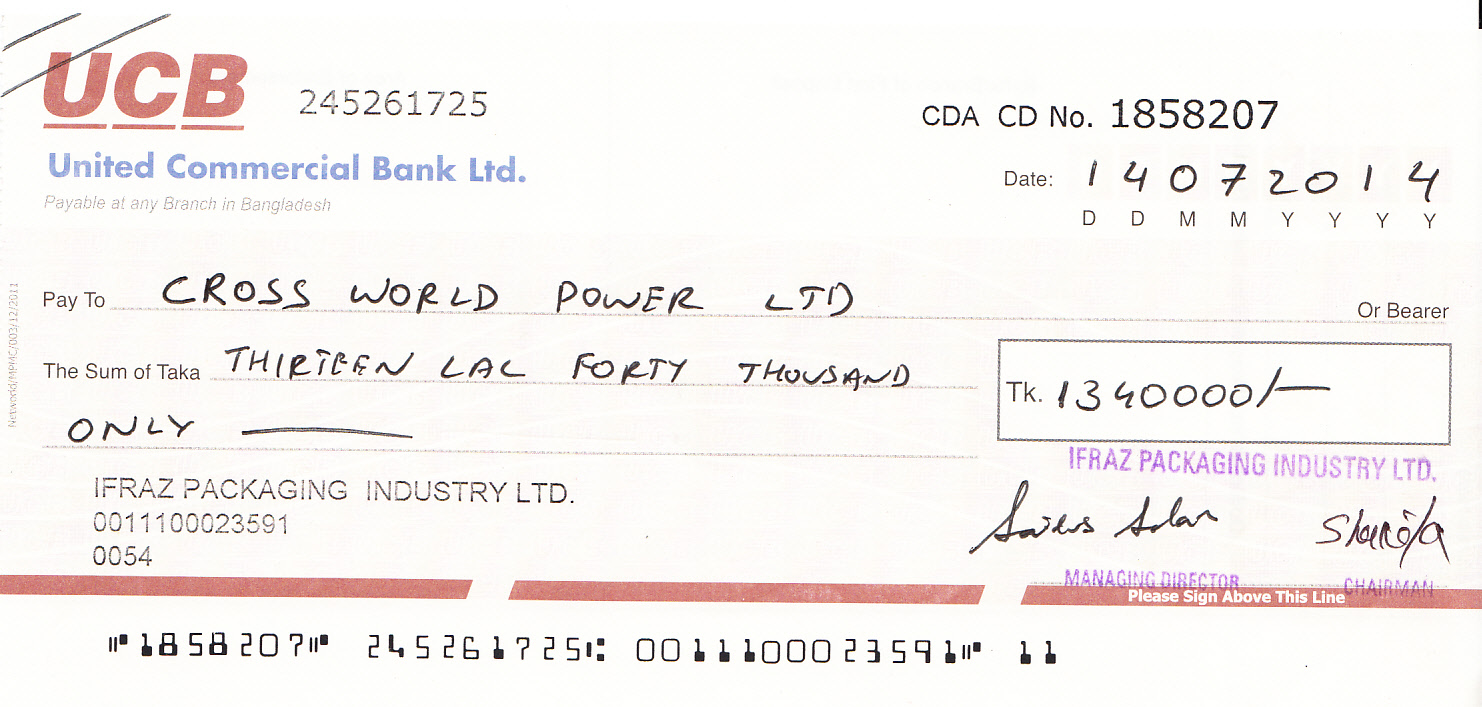 UCB
245261725
CDA CD No. 1858207
United Commercial Bank Ltd.
Payable at any Branch in Bangladesh
Date: 14072014
D D M M Y Y Y Y
Pay To CROSS WORLD POWER LTD Or Bearer
The Sum of Taka THIRTEEN LAC FORTY THOUSAND
ONLY
Tk. 1340000/-
IFRAZ PACKAGING INDUSTRY LTD.
IFRAZ PACKAGING INDUSTRY LTD.
0011100023591
0054
MANAGING DIRECTOR CHAIRMAN
Please Sign Above This Line
⑈1858207⑈ 245261725⑆ 0011100023591⑈ 11